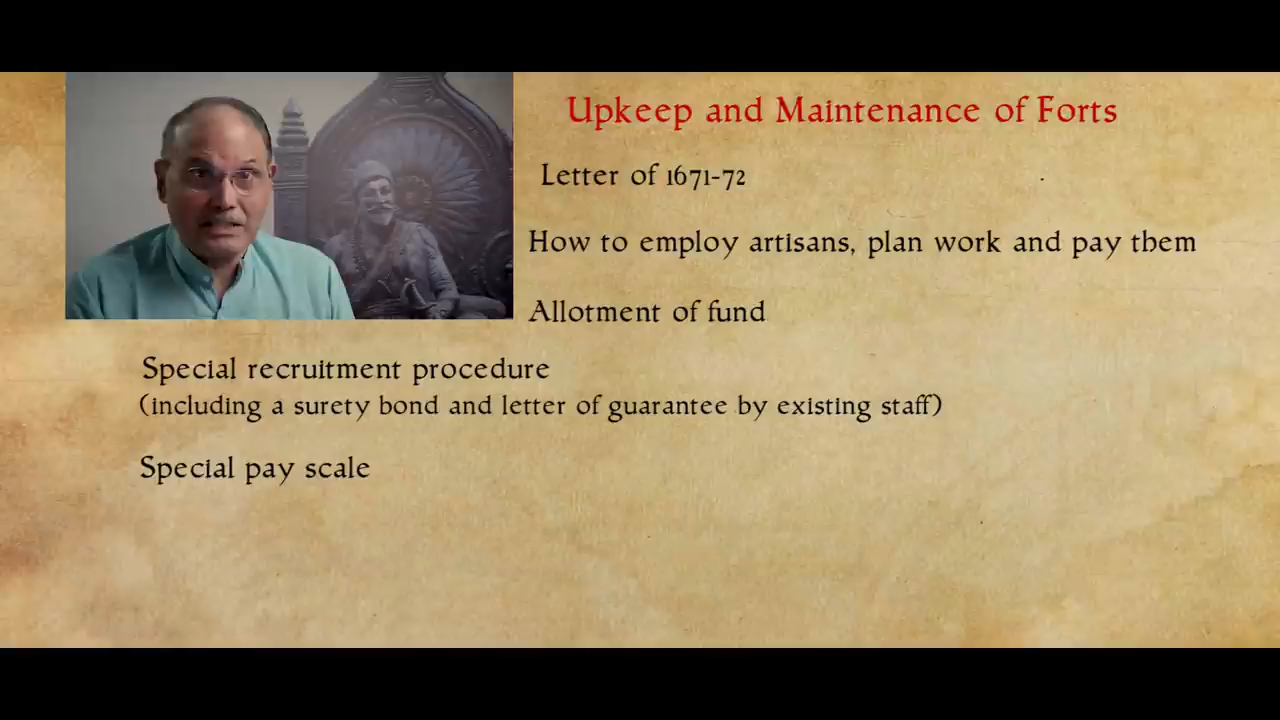 Upkeep and Maintenance of Forts
Letter of 1671-72
How to employ artisans, plan work and pay them
Allotment of fund
Special recruitment procedure
(including a surety bond and letter of guarantee by existing staff)
Special pay scale